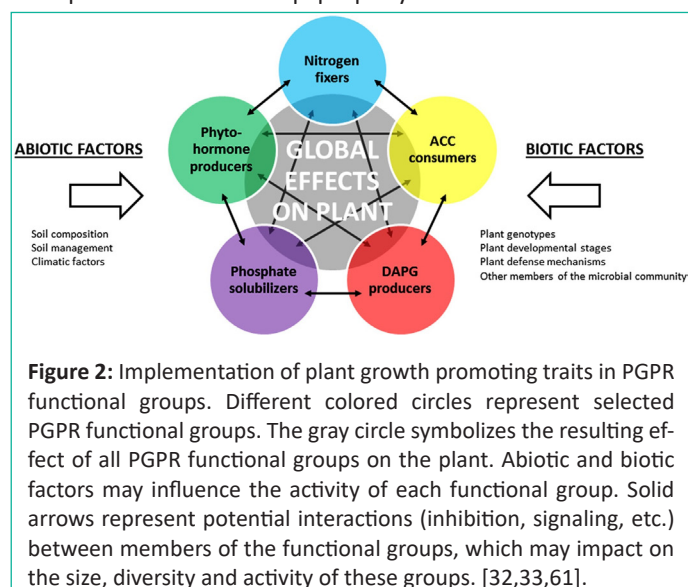 Nitrogen
fixers
Phyto-
hormone
producers
ACC
consumers
GLOBAL
EFFECTS
ON PLANT
Phosphate
solubilizers
DAPG
producers
ABIOTIC FACTORS
Soil composition
Soil management
Climatic factors
BIOTIC FACTORS
Plant genotypes
Plant developmental stages
Plant defense mechanisms
Other members of the microbial community
Figure 2: Implementation of plant growth promoting traits in PGPR
functional groups. Different colored circles represent selected
PGPR functional groups. The gray circle symbolizes the resulting ef-
fect of all PGPR functional groups on the plant. Abiotic and biotic
factors may influence the activity of each functional group. Solid
arrows represent potential interactions (inhibition, signaling, etc.)
between members of the functional groups, which may impact on
the size, diversity and activity of these groups. [32,33,61].